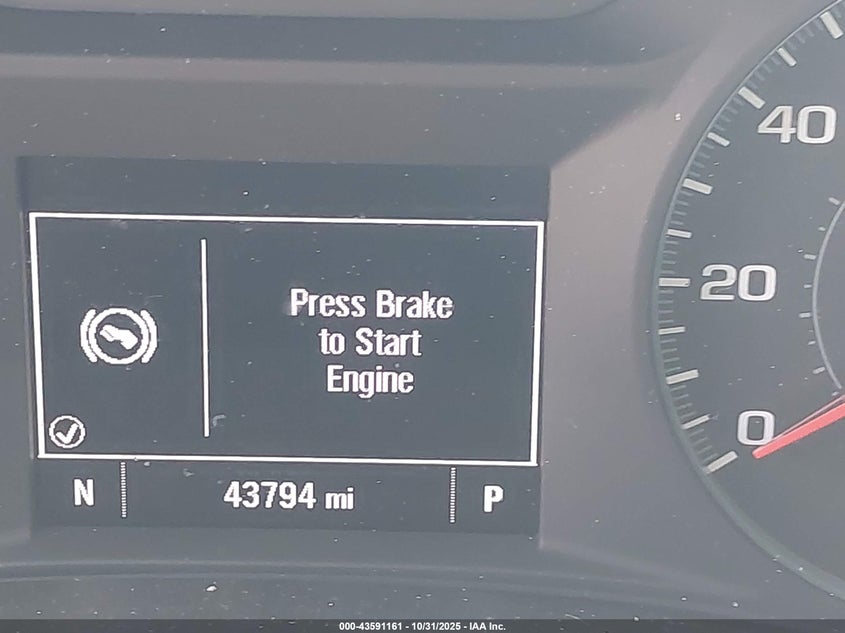 Press Brake
to Start
Engine
N 43794 mi P
40
20
0
000-43591161 - 10/31/2025 - IAA Inc.